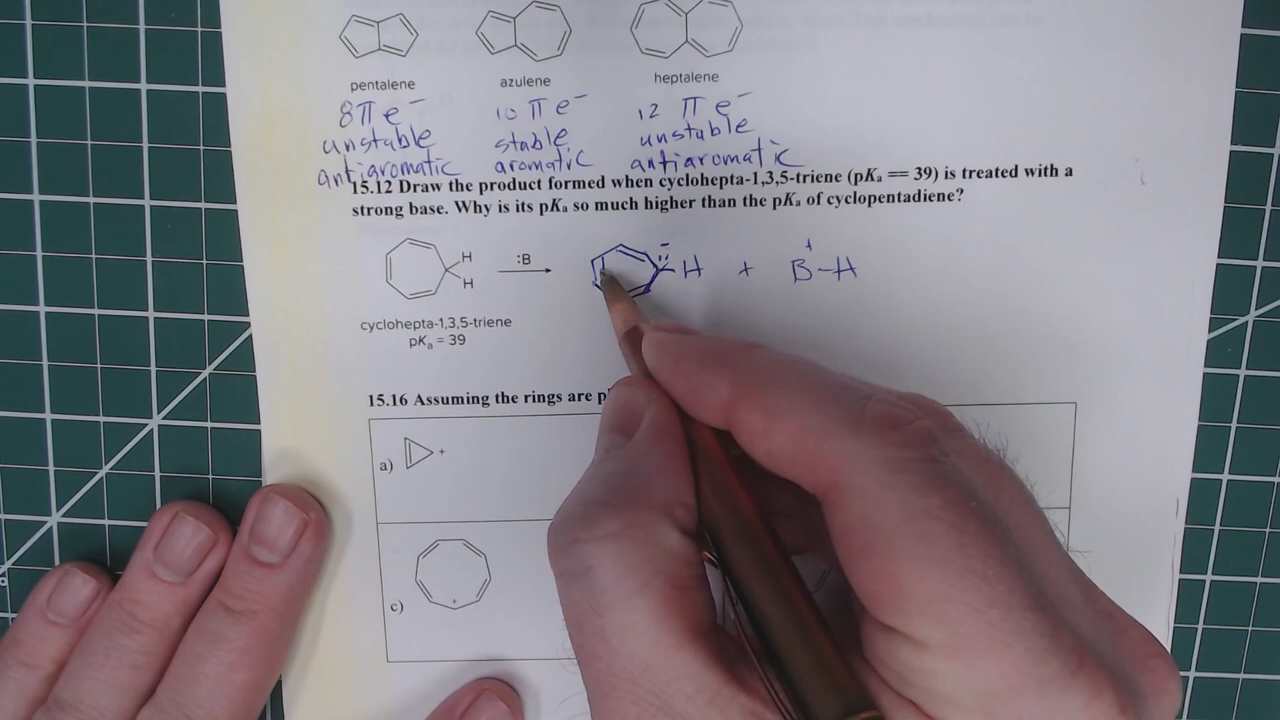 pentalene azulene heptalene
8π e⁻ 10 π e⁻ 12 π e⁻
unstable stable unstable
antiaromatic aromatic antiaromatic
15.12 Draw the product formed when cyclohepta-1,3,5-triene (pKₐ == 39) is treated with a
strong base. Why is its pKₐ so much higher than the pKₐ of cyclopentadiene?
H :B H + B–H
H +
cyclohepta-1,3,5-triene
pKₐ = 39
15.16 Assuming the rings are p
a) +
c) +